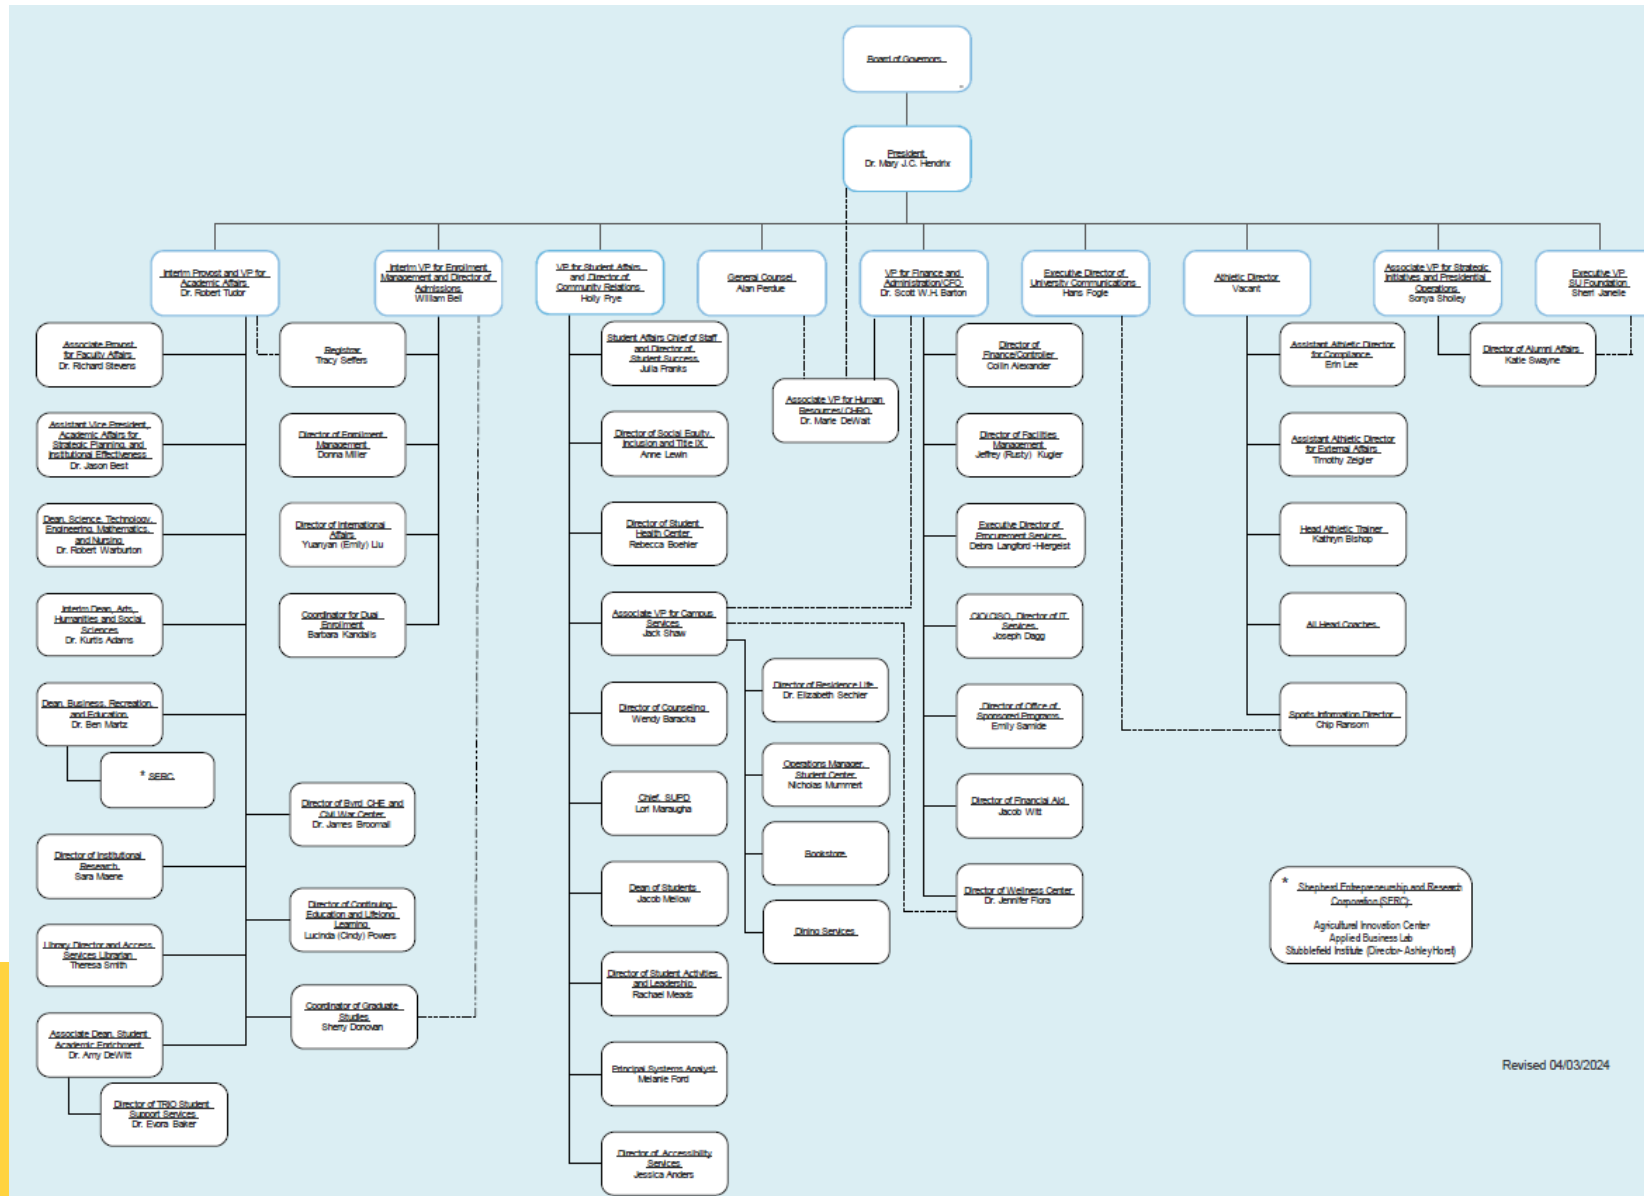 Board of Governors
President
Dr. Mary J.C. Hendrix
Interim Provost and VP for
Academic Affairs
Dr. Robert Tudor
Interim VP for Enrollment
Management and Director of
Admissions
William Bell
VP for Student Affairs
and Director of
Community Relations
Holly Frye
General Counsel
Alan Perdue
VP for Finance and
Administration/CFO
Dr. Scott W.H. Barton
Executive Director of
University Communications
Hans Fogle
Athletic Director
Vacant
Associate VP for Strategic
Initiatives and Presidential
Operations
Sonya Sholley
Executive VP
SU Foundation
Sherri Janelle
Associate Provost
for Faculty Affairs
Dr. Richard Stevens
Assistant Vice President,
Academic Affairs for
Strategic Planning, and
Institutional Effectiveness
Dr. Jason Best
Dean, Science, Technology,
Engineering, Mathematics,
and Nursing
Dr. Robert Warburton
Interim Dean, Arts,
Humanities and Social
Sciences
Dr. Kurtis Adams
Dean, Business, Recreation,
and Education
Dr. Ben Martz
* SERC
Director of Institutional
Research
Sara Maene
Library Director and Access
Services Librarian
Theresa Smith
Associate Dean, Student
Academic Enrichment
Dr. Amy DeWitt
Director of TRIO Student
Support Services
Dr. Evora Baker
Director of Byrd CHE and
Civil War Center
Dr. James Broomall
Director of Continuing
Education and Lifelong
Learning
Lucinda (Cindy) Powers
Coordinator of Graduate
Studies
Sherry Donovan
Registrar
Tracy Seffers
Director of Enrollment
Management
Donna Miller
Director of International
Affairs
Yuanyan (Emily) Liu
Coordinator for Dual
Enrollment
Barbara Kandalis
Student Affairs Chief of Staff
and Director of
Student Success
Julia Franks
Director of Social Equity,
Inclusion and Title IX
Anne Lewin
Director of Student
Health Center
Rebecca Boehler
Associate VP for Campus
Services
Jack Shaw
Director of Counseling
Wendy Baracka
Chief, SUPD
Lori Maraugha
Dean of Students
Jacob Mellow
Director of Student Activities
and Leadership
Rachael Meads
Principal Systems Analyst
Melanie Ford
Director of Accessibility
Services
Jessica Anders
Director of Residence Life
Dr. Elizabeth Sechler
Operations Manager,
Student Center
Nicholas Mummert
Bookstore
Dining Services
Associate VP for Human
Resources/ CHRO
Dr. Marie DeWalt
Director of
Finance/Controller
Collin Alexander
Director of Facilities
Management
Jeffrey (Rusty) Kugler
Executive Director of
Procurement Services
Debra Langford -Hiergeist
CIO/CISO, Director of IT
Services
Joseph Dagg
Director of Office of
Sponsored Programs
Emily Samide
Director of Financial Aid
Jacob Witt
Director of Wellness Center
Dr. Jennifer Flora
Assistant Athletic Director
for Compliance
Erin Lee
Assistant Athletic Director
for External Affairs
Timothy Zeigler
Head Athletic Trainer
Kathryn Bishop
All Head Coaches
Sports Information Director
Chip Ransom
Director of Alumni Affairs
Katie Swayne
* Shepherd Entrepreneurship and Research
Corporation (SERC):
Agricultural Innovation Center
Applied Business Lab
Stubblefield Institute (Director- Ashley Horst)
Revised 04/03/2024